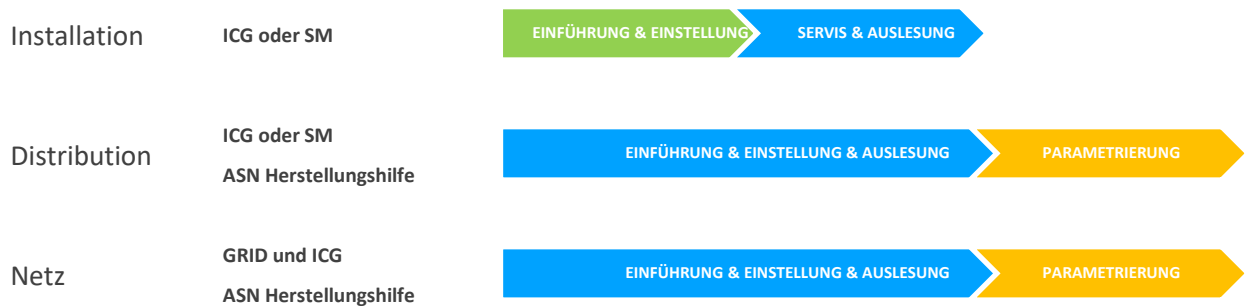 Installation
ICG oder SM
EINFÜHRUNG & EINSTELLUNG
SERVIS & AUSLESUNG
Distribution
ICG oder SM
ASN Herstellungshilfe
EINFÜHRUNG & EINSTELLUNG & AUSLESUNG
PARAMETRIERUNG
Netz
GRID und ICG
ASN Herstellungshilfe
EINFÜHRUNG & EINSTELLUNG & AUSLESUNG
PARAMETRIERUNG